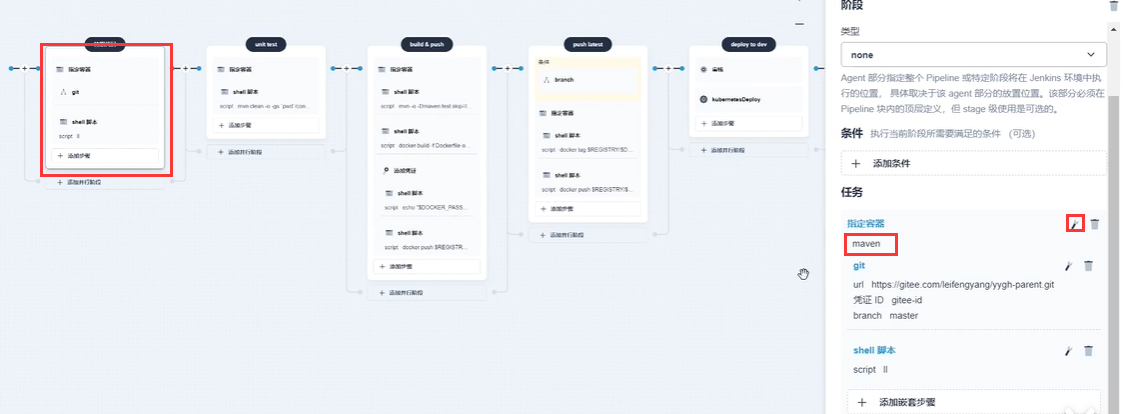 指定容器
git
shell 脚本
script ll
+ 添加步骤
+ 添加并行阶段
unit test
指定容器
shell 脚本
script mvn clean -o -gs `pwd`/con...
+ 添加步骤
+ 添加并行阶段
build & push
指定容器
shell 脚本
script mvn -o -Dmaven.test.skip=...
shell 脚本
script docker build -f Dockerfile-o...
添加凭证
shell 脚本
script echo "$DOCKER_PASS...
shell 脚本
script docker push $REGISTR...
+ 添加步骤
+ 添加并行阶段
push latest
条件
branch
指定容器
shell 脚本
script docker tag $REGISTRY/$D...
shell 脚本
script docker push $REGISTRY/$...
+ 添加步骤
+ 添加并行阶段
deploy to dev
审核
kubernetesDeploy
+ 添加步骤
+ 添加并行阶段
阶段
类型
none
Agent 部分指定整个 Pipeline 或特定阶段将在 Jenkins 环境中执
行的位置，具体取决于该 agent 部分的放置位置。该部分必须在
Pipeline 块内的顶层定义，但 stage 级使用是可选的。
条件 执行当前阶段所需要满足的条件 （可选）
+ 添加条件
任务
指定容器
maven
git
url https://gitee.com/leifengyang/yygh-parent.git
凭证 ID gitee-id
branch master
shell 脚本
script ll
+ 添加嵌套步骤